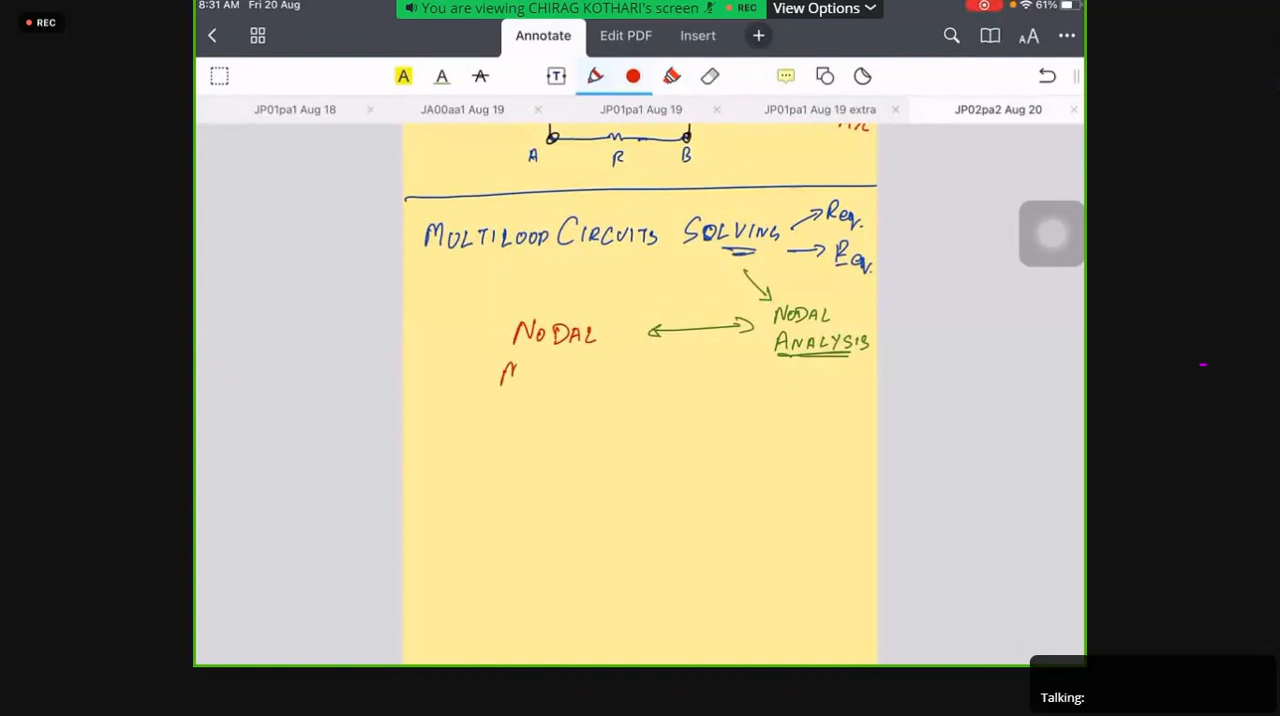 8:31 AM Fri 20 Aug
You are viewing CHIRAG KOTHARI's screen
REC
View Options
61%
REC
Annotate
Edit PDF
Insert
AA
A
A
A
T
JP01pa1 Aug 18
JA00aa1 Aug 19
JP01pa1 Aug 19
JP01pa1 Aug 19 extra
JP02pa2 Aug 20
A
R
B
MULTILOOP CIRCUITS SOLVING
Req.
Req.
NODAL
ANALYSIS
NODAL
Talking: